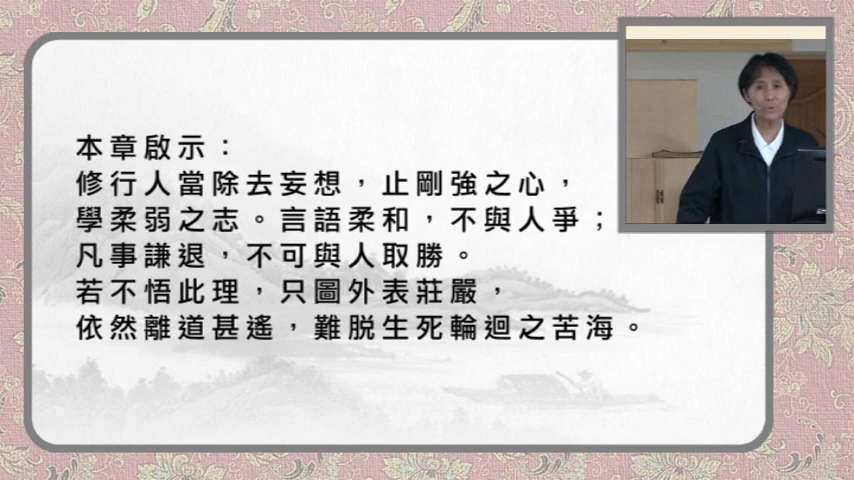 本章啟示：
修行人當除去妄想，止剛強之心，
學柔弱之志。言語柔和，不與人爭；
凡事謙退，不可與人取勝。
若不悟此理，只圖外表莊嚴，
依然離道甚遙，難脫生死輪迴之苦海。